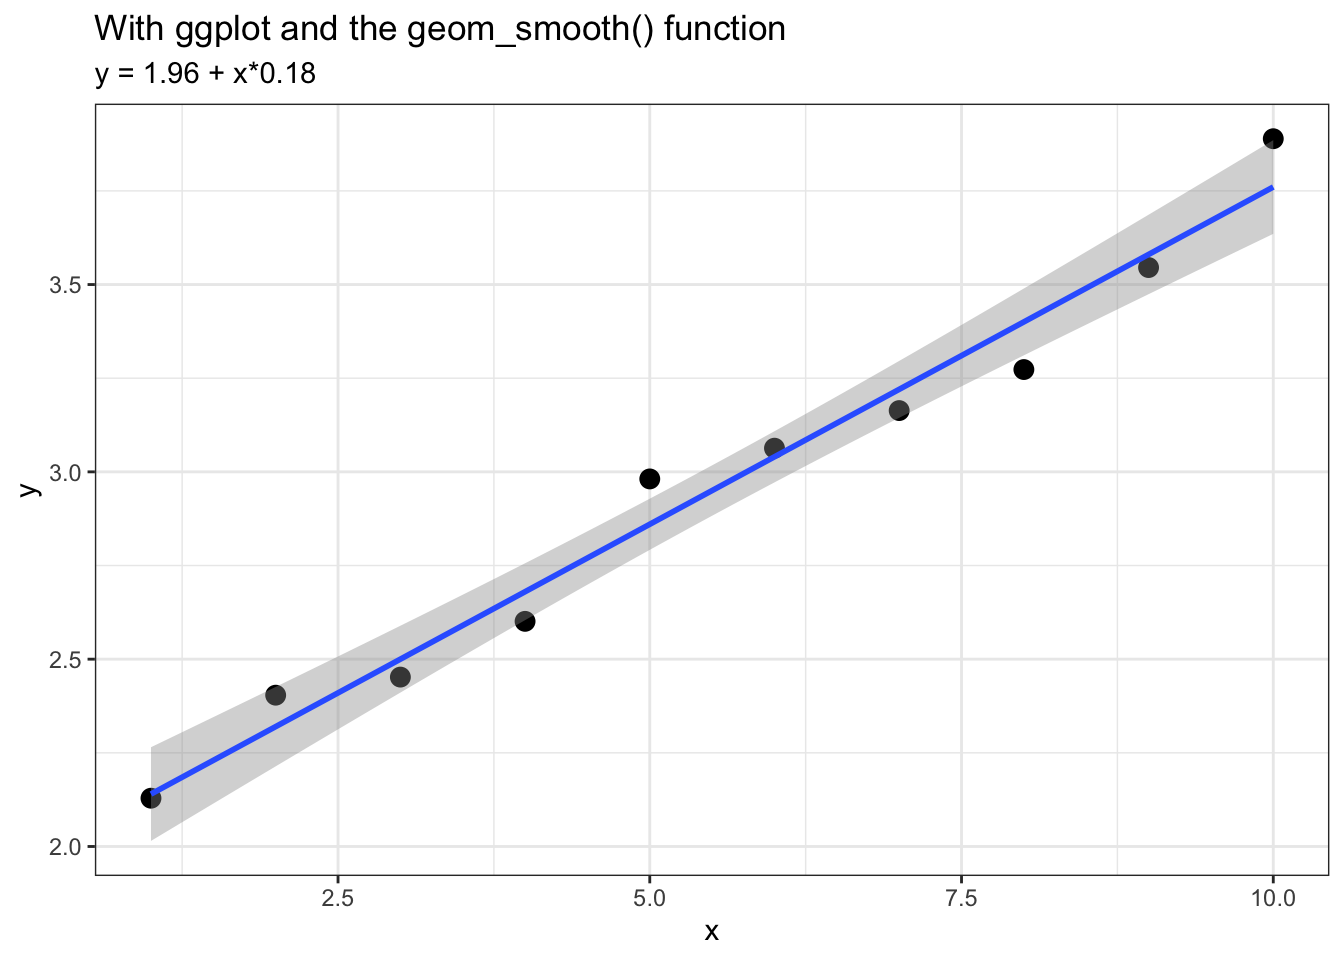 With ggplot and the geom_smooth() function
y = 1.96 + x*0.18
3.5
3.0
2.5
2.0
y
2.5
5.0
7.5
10.0
x